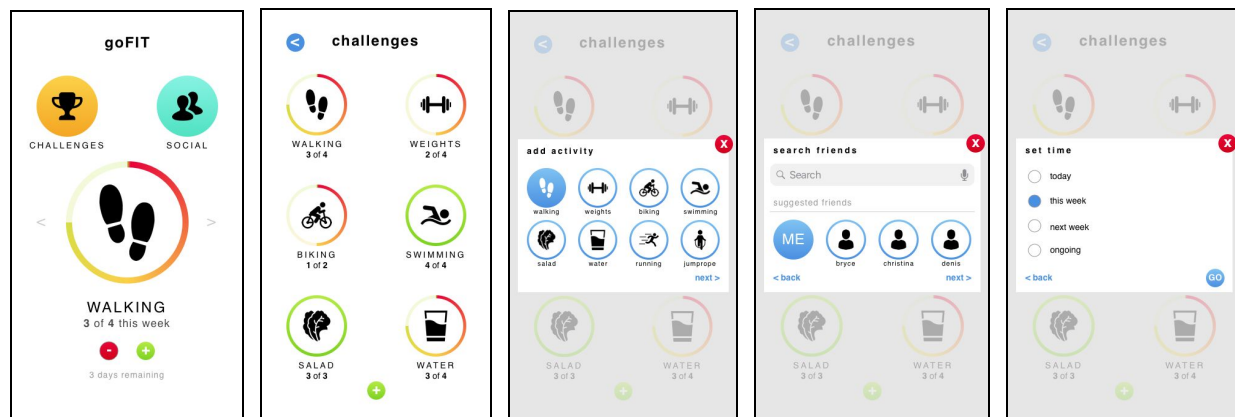 goFIT
CHALLENGES SOCIAL
< >
WALKING
3 of 4 this week
- +
3 days remaining
< challenges
WALKING WEIGHTS
3 of 4 2 of 4
BIKING SWIMMING
1 of 2 4 of 4
SALAD WATER
3 of 3 3 of 4
+
< challenges
X
add activity
walking weights biking swimming
salad water running jumprope
next >
SALAD WATER
3 of 3 3 of 4
+
< challenges
X
search friends
Search
suggested friends
ME
bryce christina denis
< back next >
SALAD WATER
3 of 3 3 of 4
+
< challenges
X
set time
today
this week
next week
ongoing
< back GO
SALAD WATER
3 of 3 3 of 4
+